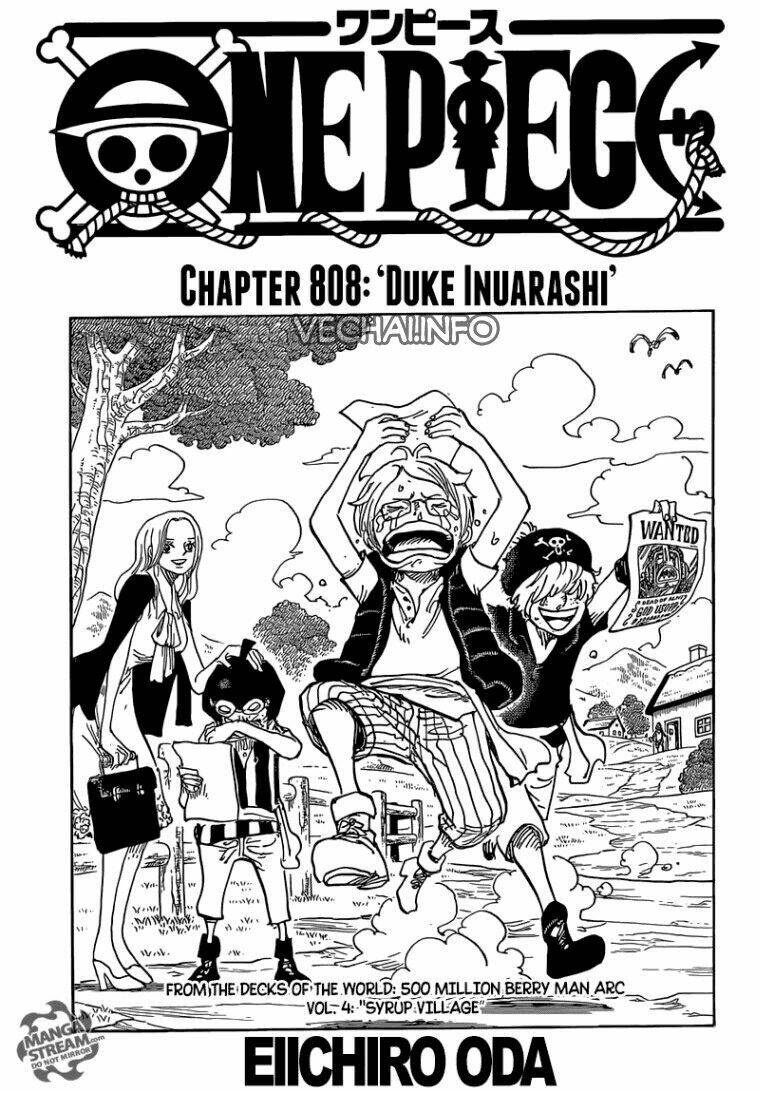 ワンピース
ONE PIECE
CHAPTER 808: ‘DUKE INUARASHI’
VECHAI.INFO
WANTED
GOD USOPP
FROM THE DECKS OF THE WORLD: 500 MILLION BERRY MAN ARC
VOL. 4: "SYRUP VILLAGE"
MANGA
STREAM.com
DO NOT MIRROR
EIICHIRO ODA